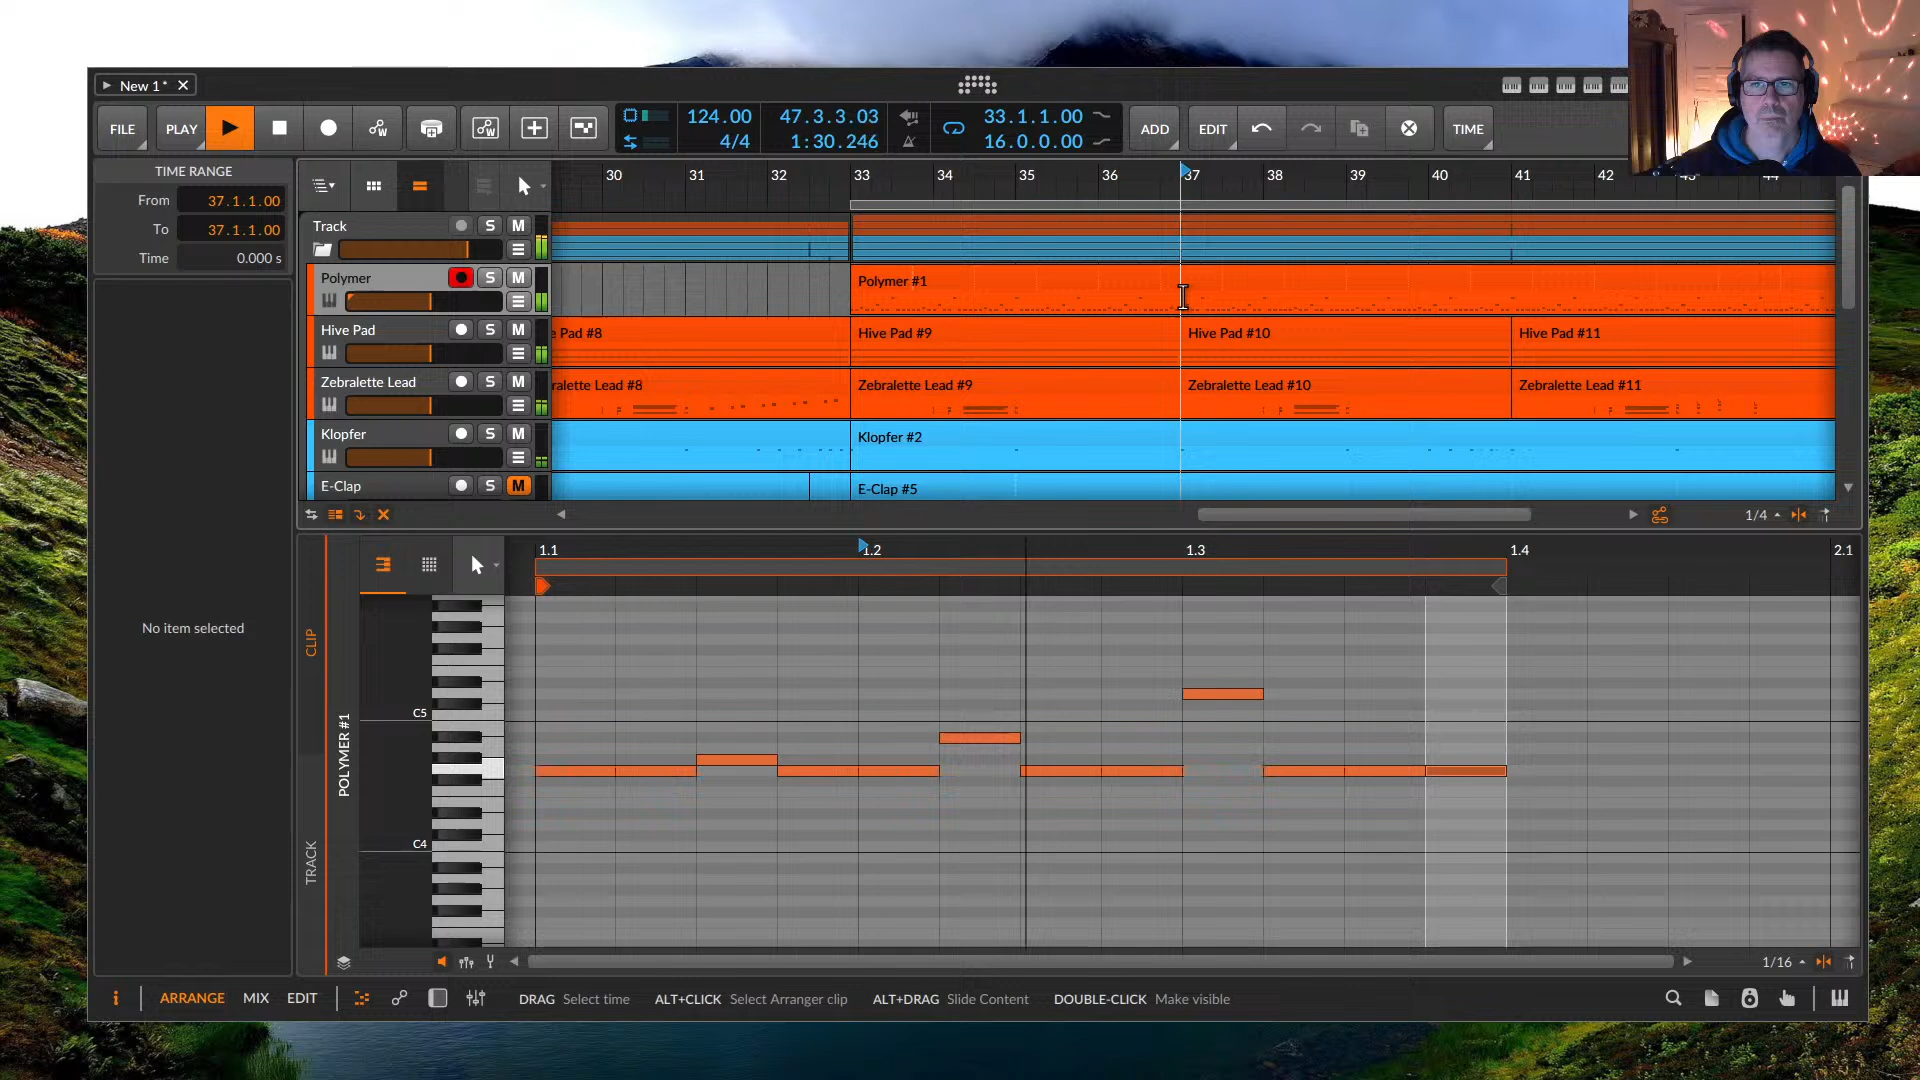 New 1*
FILE
PLAY
124.00
4/4
47.3.3.03
1:30.246
33.1.1.00
16.0.0.00
ADD
EDIT
TIME
TIME RANGE
From 37.1.1.00
To 37.1.1.00
Time 0.000 s
No item selected
30 31 32 33 34 35 36 37 38 39 40 41 42 43 44
Track S M
Polymer S M
Polymer #1
Hive Pad S M
e Pad #8
Hive Pad #9
Hive Pad #10
Hive Pad #11
Zebralette Lead S M
ralette Lead #8
Zebralette Lead #9
Zebralette Lead #10
Zebralette Lead #11
Klopfer S M
Klopfer #2
E-Clap S M
E-Clap #5
1/4
CLIP
TRACK
POLYMER #1
1.1 1.2 1.3 1.4 2.1
C5
C4
1/16
i
ARRANGE MIX EDIT
DRAG Select time
ALT+CLICK Select Arranger clip
ALT+DRAG Slide Content
DOUBLE-CLICK Make visible